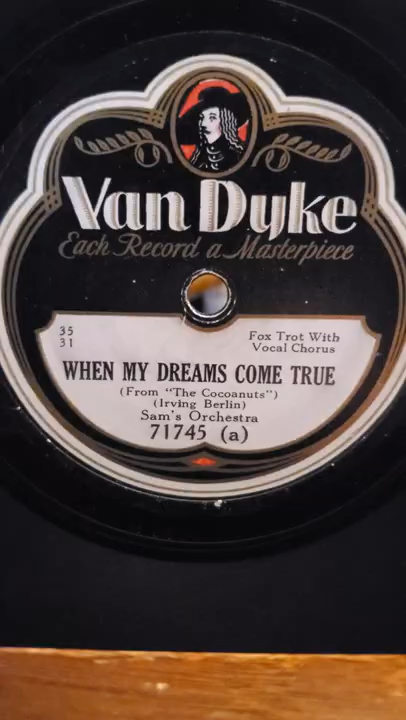 Van Dyke
Each Record a Masterpiece
35
31
Fox Trot With
Vocal Chorus
WHEN MY DREAMS COME TRUE
(From "The Cocoanuts")
(Irving Berlin)
Sam's Orchestra
71745 (a)